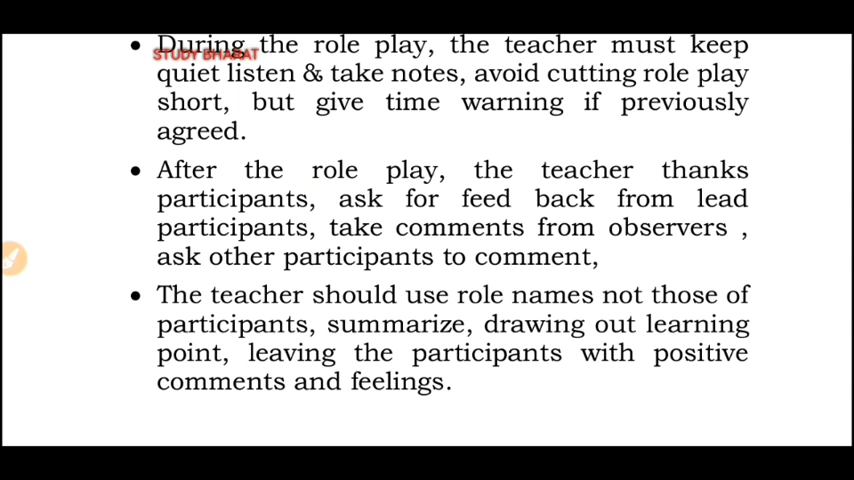 • During the role play, the teacher must keep
STUDY BHARAT
quiet listen & take notes, avoid cutting role play
short, but give time warning if previously
agreed.
• After the role play, the teacher thanks
participants, ask for feed back from lead
participants, take comments from observers ,
ask other participants to comment,
• The teacher should use role names not those of
participants, summarize, drawing out learning
point, leaving the participants with positive
comments and feelings.